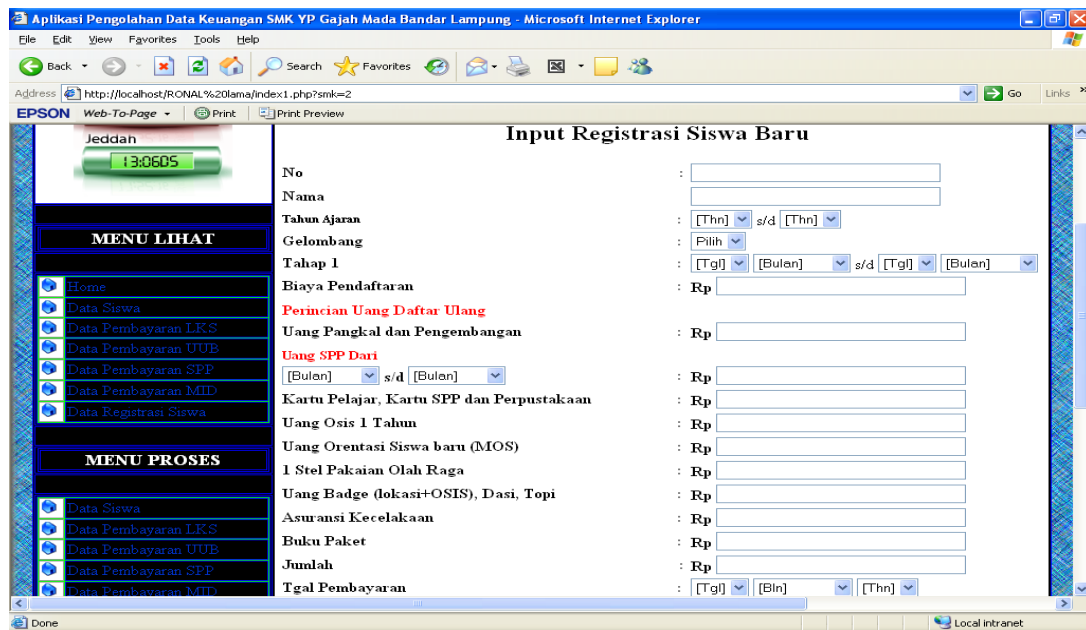 Aplikasi Pengolahan Data Keuangan SMK YP Gajah Mada Bandar Lampung - Microsoft Internet Explorer
File Edit View Favorites Tools Help
Back Search Favorites
Address http://localhost/RONAL%20lama/index1.php?smk=2 Go Links »
EPSON Web-To-Page Print Print Preview
Jeddah
13:0605
MENU LIHAT
Home
Data Siswa
Data Pembayaran LKS
Data Pembayaran UUB
Data Pembayaran SPP
Data Pembayaran MID
Data Registrasi Siswa
MENU PROSES
Data Siswa
Data Pembayaran LKS
Data Pembayaran UUB
Data Pembayaran SPP
Data Pembayaran MID
Input Registrasi Siswa Baru
No :
Nama
Tahun Ajaran : [Thn] s/d [Thn]
Gelombang : Pilih
Tahap 1 : [Tgl] [Bulan] s/d [Tgl] [Bulan]
Biaya Pendaftaran : Rp
Perincian Uang Daftar Ulang
Uang Pangkal dan Pengembangan : Rp
Uang SPP Dari
[Bulan] s/d [Bulan] : Rp
Kartu Pelajar, Kartu SPP dan Perpustakaan : Rp
Uang Osis 1 Tahun : Rp
Uang Orentasi Siswa baru (MOS) : Rp
1 Stel Pakaian Olah Raga : Rp
Uang Badge (lokasi+OSIS), Dasi, Topi : Rp
Asuransi Kecelakaan : Rp
Buku Paket : Rp
Jumlah : Rp
Tgal Pembayaran : [Tgl] [Bln] [Thn]
Done Local intranet